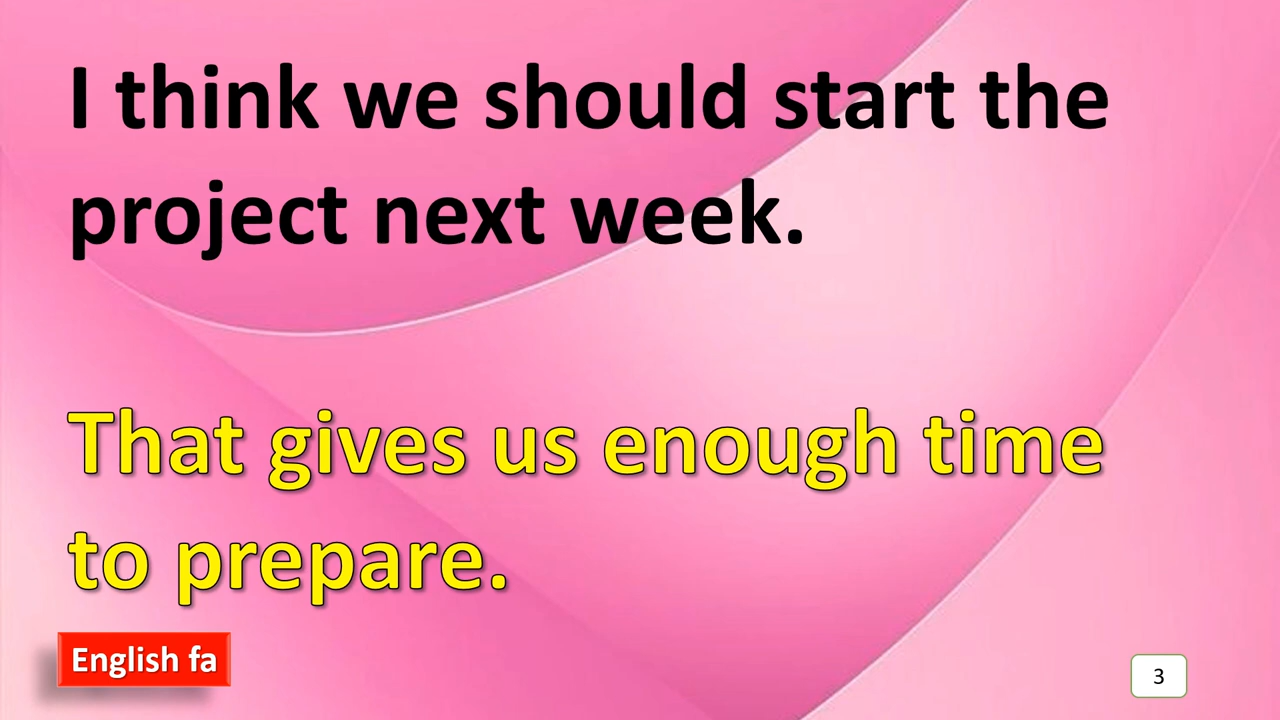 I think we should start the
project next week.
That gives us enough time
to prepare.
English fa
3